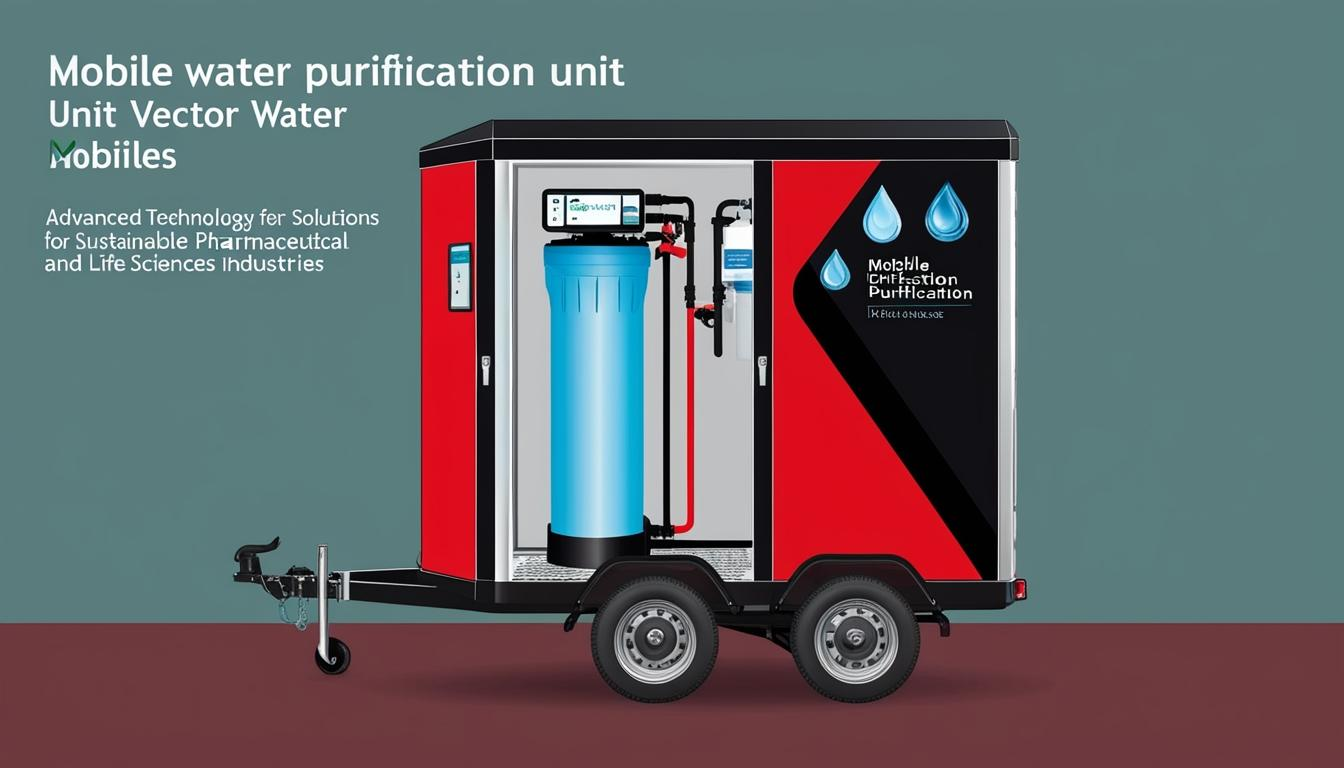 Mobile water purification unit
Unit Vector Water
Mobiiles
Advanced Technology fer Solutions
for Sustainable Pharmaceutcal
and Life Sciences Industries
Purification